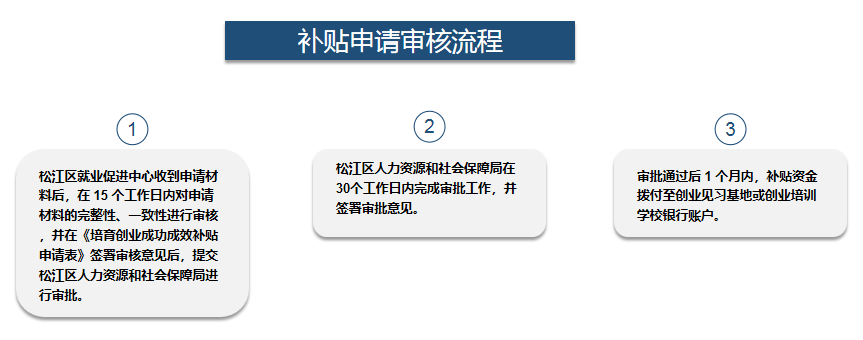 补贴申请审核流程
1
松江区就业促进中心收到申请材
料后，在 15 个工作日内对申请
材料的完整性、一致性进行审核
，并在《培育创业成功成效补贴
申请表》签署审核意见后，提交
松江区人力资源和社会保障局进
行审批。
2
松江区人力资源和社会保障局在
30个工作日内完成审批工作，并
签署审批意见。
3
审批通过后 1 个月内，补贴资金
拨付至创业见习基地或创业培训
学校银行账户。